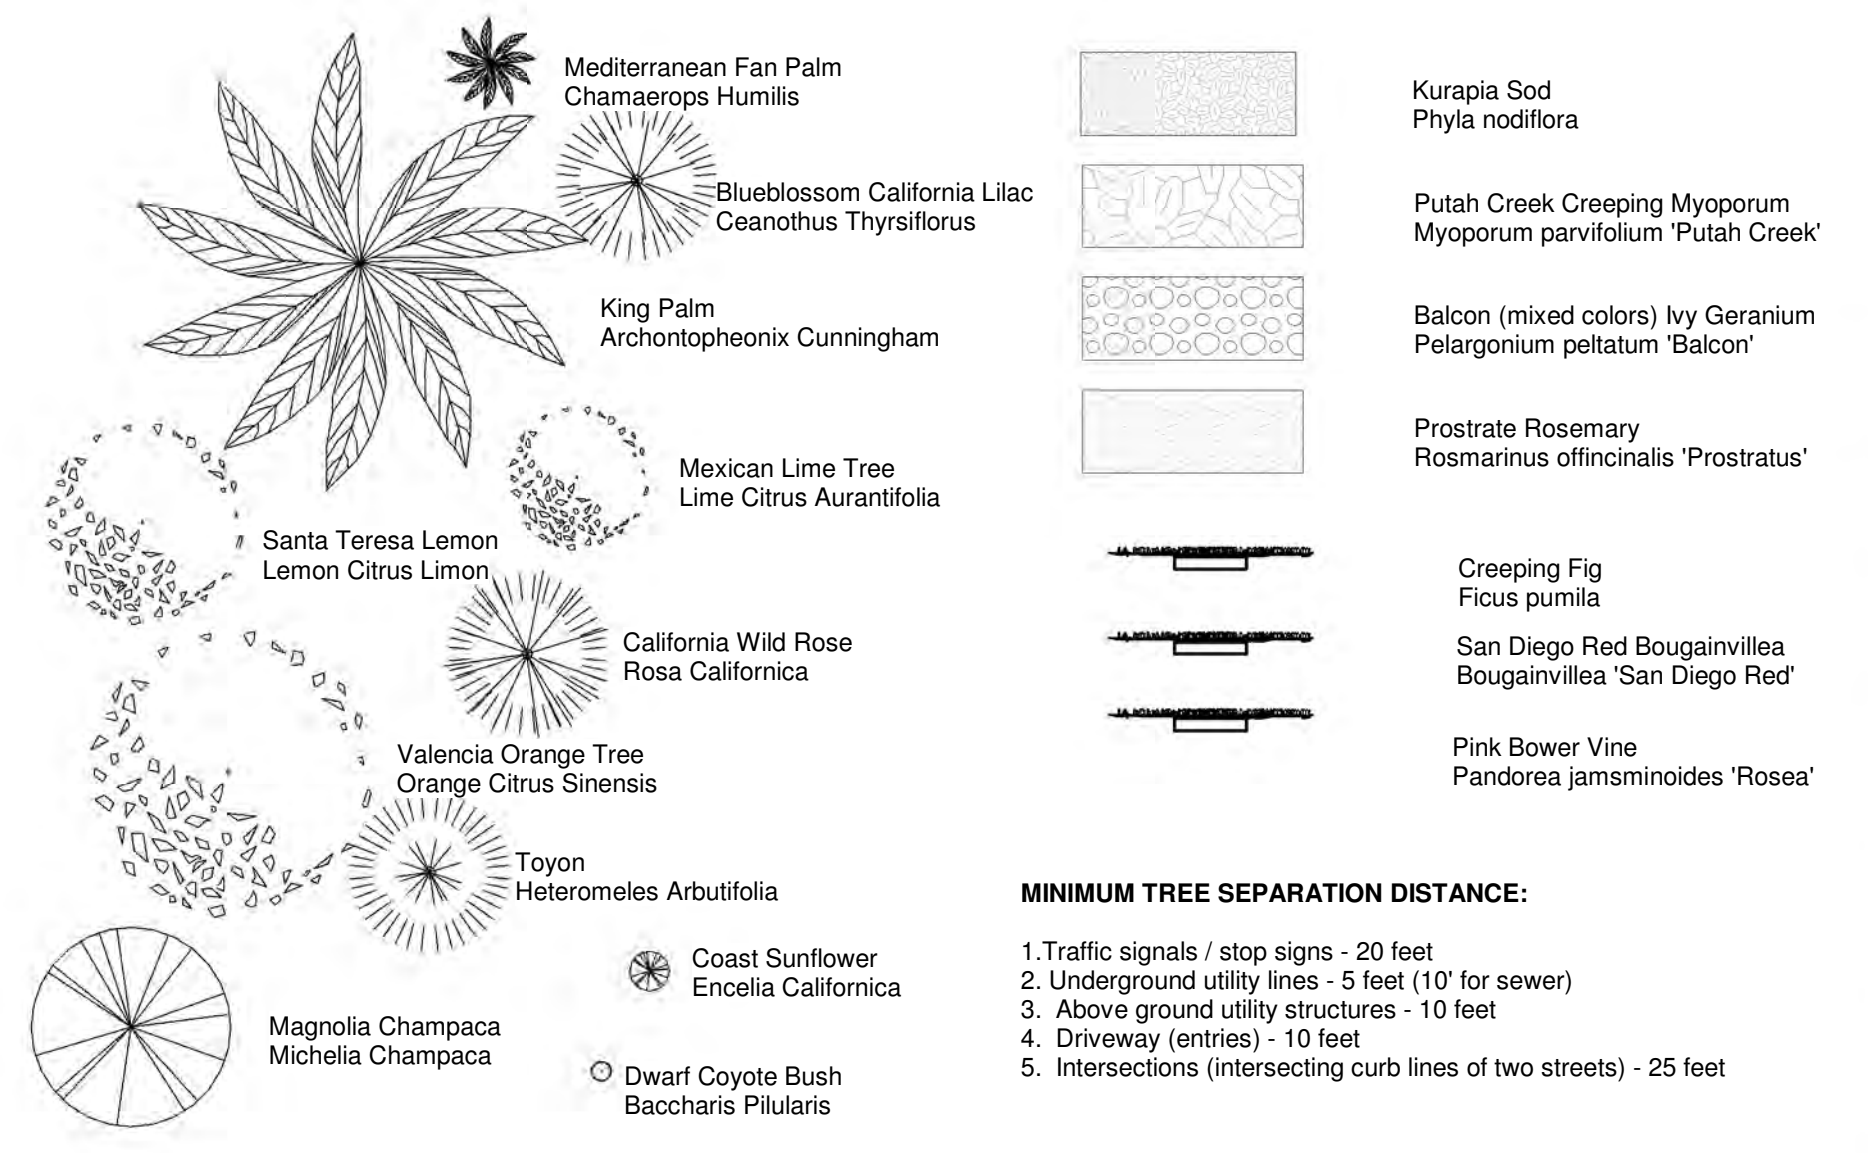 Mediterranean Fan Palm
Chamaerops Humilis
Blueblossom California Lilac
Ceanothus Thyrsiflorus
King Palm
Archontopheonix Cunningham
Mexican Lime Tree
Lime Citrus Aurantifolia
Santa Teresa Lemon
Lemon Citrus Limon
California Wild Rose
Rosa Californica
Valencia Orange Tree
Orange Citrus Sinensis
Toyon
Heteromeles Arbutifolia
Coast Sunflower
Encelia Californica
Magnolia Champaca
Michelia Champaca
Dwarf Coyote Bush
Baccharis Pilularis
Kurapia Sod
Phyla nodiflora
Putah Creek Creeping Myoporum
Myoporum parvifolium 'Putah Creek'
Balcon (mixed colors) Ivy Geranium
Pelargonium peltatum 'Balcon'
Prostrate Rosemary
Rosmarinus offincinalis 'Prostratus'
Creeping Fig
Ficus pumila
San Diego Red Bougainvillea
Bougainvillea 'San Diego Red'
Pink Bower Vine
Pandorea jamsminoides 'Rosea'
MINIMUM TREE SEPARATION DISTANCE:
1.Traffic signals / stop signs - 20 feet
2. Underground utility lines - 5 feet (10' for sewer)
3.  Above ground utility structures - 10 feet
4.  Driveway (entries) - 10 feet
5.  Intersections (intersecting curb lines of two streets) - 25 feet